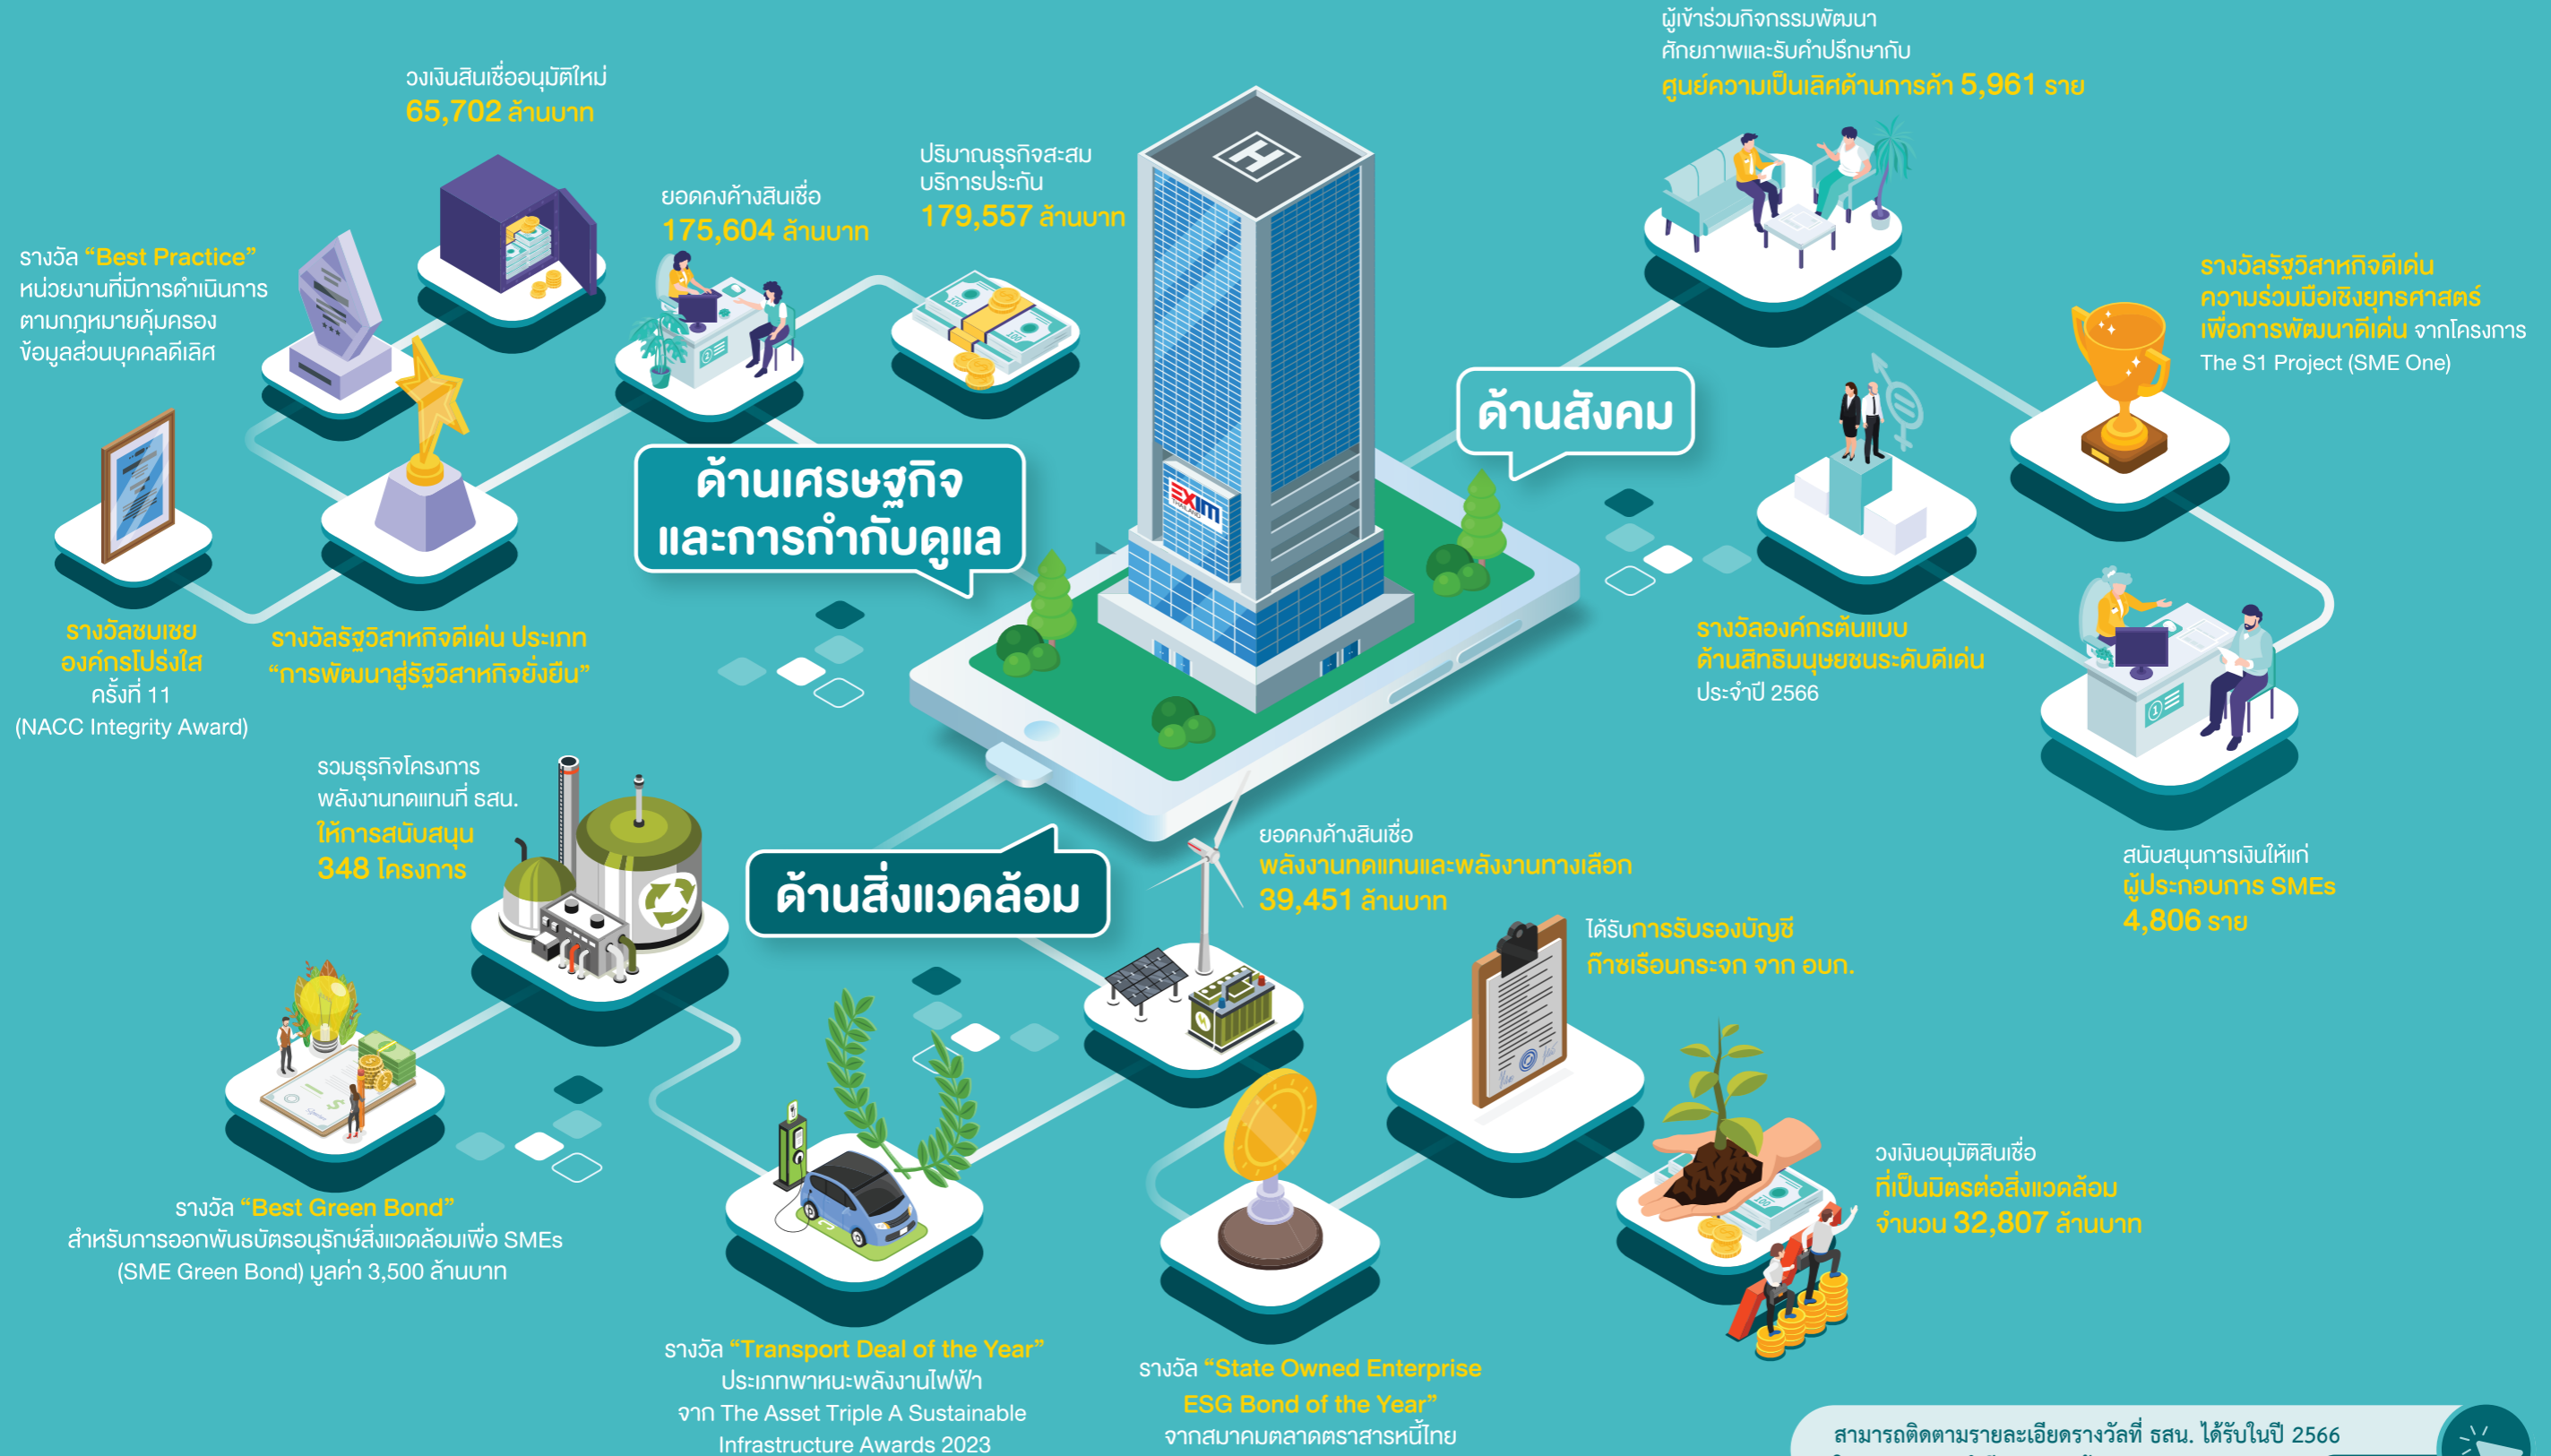 วงเงินสินเชื่ออนุมัติใหม่
65,702 ล้านบาท
ยอดคงค้างสินเชื่อ
175,604 ล้านบาท
ปริมาณธุรกิจสะสม
บริการประกัน
179,557 ล้านบาท
รางวัล “Best Practice”
หน่วยงานที่มีการดำเนินการ
ตามกฎหมายคุ้มครอง
ข้อมูลส่วนบุคคลดีเลิศ
รางวัลชมเชย
องค์กรโปร่งใส
ครั้งที่ 11
(NACC Integrity Award)
รางวัลรัฐวิสาหกิจดีเด่น ประเภท
“การพัฒนาสู่รัฐวิสาหกิจยั่งยืน”
ด้านเศรษฐกิจ
และการกำกับดูแล
EXIM
THAILAND
ด้านสังคม
ผู้เข้าร่วมกิจกรรมพัฒนา
ศักยภาพและรับคำปรึกษากับ
ศูนย์ความเป็นเลิศด้านการค้า 5,961 ราย
รางวัลรัฐวิสาหกิจดีเด่น
ความร่วมมือเชิงยุทธศาสตร์
เพื่อการพัฒนาดีเด่น จากโครงการ
The S1 Project (SME One)
รางวัลองค์กรต้นแบบ
ด้านสิทธิมนุษยชนระดับดีเด่น
ประจำปี 2566
สนับสนุนการเงินให้แก่
ผู้ประกอบการ SMEs
4,806 ราย
ด้านสิ่งแวดล้อม
รวมธุรกิจโครงการ
พลังงานทดแทนที่ ธสน.
ให้การสนับสนุน
348 โครงการ
ยอดคงค้างสินเชื่อ
พลังงานทดแทนและพลังงานทางเลือก
39,451 ล้านบาท
ได้รับการรับรองบัญชี
ก๊าซเรือนกระจก จาก อบก.
วงเงินอนุมัติสินเชื่อ
ที่เป็นมิตรต่อสิ่งแวดล้อม
จำนวน 32,807 ล้านบาท
รางวัล “Best Green Bond”
สำหรับการออกพันธบัตรอนุรักษ์สิ่งแวดล้อมเพื่อ SMEs
(SME Green Bond) มูลค่า 3,500 ล้านบาท
รางวัล “Transport Deal of the Year”
ประเภทพาหนะพลังงานไฟฟ้า
จาก The Asset Triple A Sustainable
Infrastructure Awards 2023
รางวัล “State Owned Enterprise
ESG Bond of the Year”
จากสมาคมตลาดตราสารหนี้ไทย
สามารถติดตามรายละเอียดรางวัลที่ ธสน. ได้รับในปี 2566